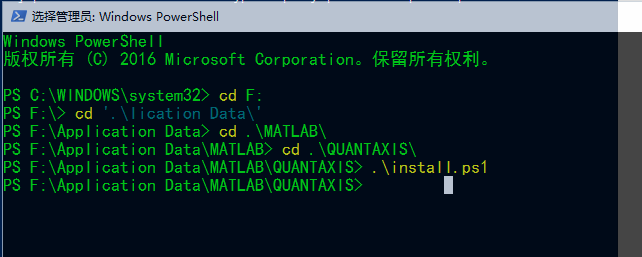 选择管理员: Windows PowerShell
Windows PowerShell
版权所有 (C) 2016 Microsoft Corporation。保留所有权利。
PS C:\WINDOWS\system32> cd F:
PS F:\> cd '.\lication Data\'
PS F:\Application Data> cd .\MATLAB\
PS F:\Application Data\MATLAB> cd .\QUANTAXIS\
PS F:\Application Data\MATLAB\QUANTAXIS> .\install.ps1
PS F:\Application Data\MATLAB\QUANTAXIS>